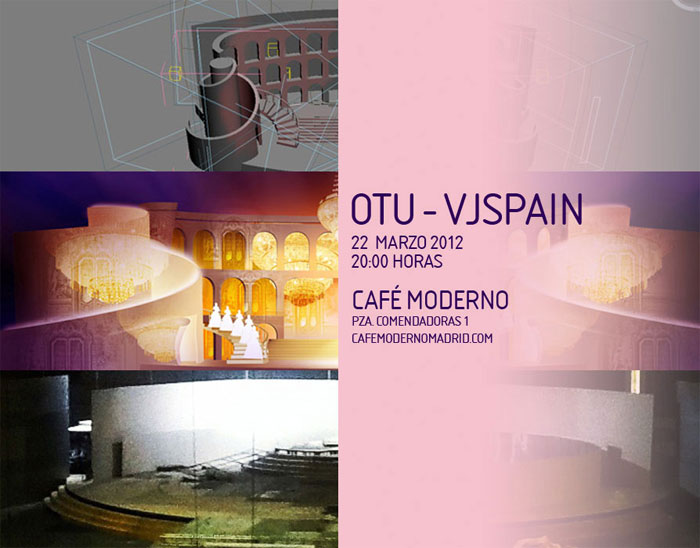 OTU - VJSPAIN
22 MARZO 2012
20:00 HORAS
CAFÉ MODERNO
PZA. COMENDADORAS 1
CAFEMODERNOMADRID.COM